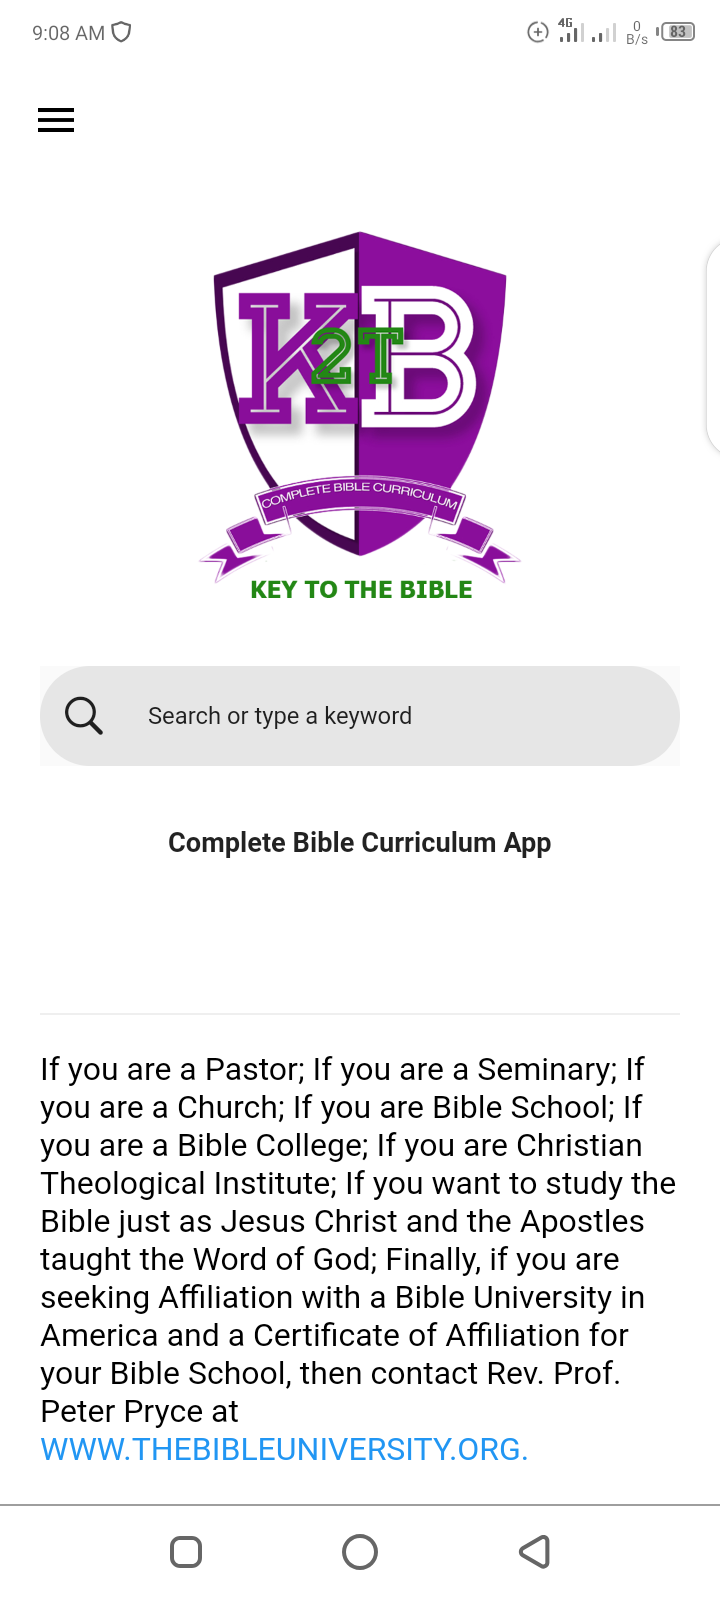 9:08 AM
4G
0
B/s
83
K2TB
COMPLETE BIBLE CURRICULUM
KEY TO THE BIBLE
Search or type a keyword
Complete Bible Curriculum App
If you are a Pastor; If you are a Seminary; If
you are a Church; If you are Bible School; If
you are a Bible College; If you are Christian
Theological Institute; If you want to study the
Bible just as Jesus Christ and the Apostles
taught the Word of God; Finally, if you are
seeking Affiliation with a Bible University in
America and a Certificate of Affiliation for
your Bible School, then contact Rev. Prof.
Peter Pryce at
WWW.THEBIBLEUNIVERSITY.ORG.